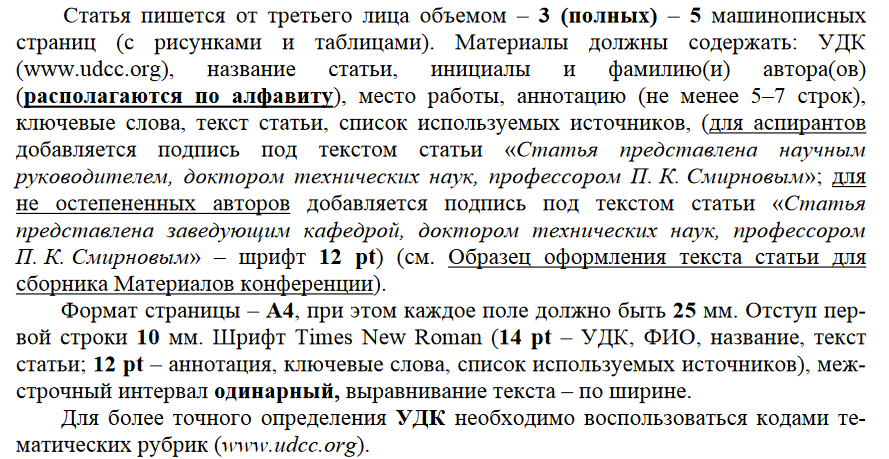 Статья пишется от третьего лица объемом – 3 (полных) – 5 машинописных
страниц (с рисунками и таблицами). Материалы должны содержать: УДК
(www.udcc.org), название статьи, инициалы и фамилию(и) автора(ов)
(располагаются по алфавиту), место работы, аннотацию (не менее 5–7 строк),
ключевые слова, текст статьи, список используемых источников, (для аспирантов
добавляется подпись под текстом статьи «Статья представлена научным
руководителем, доктором технических наук, профессором П. К. Смирновым»; для
не остепененных авторов добавляется подпись под текстом статьи «Статья
представлена заведующим кафедрой, доктором технических наук, профессором
П. К. Смирновым» – шрифт 12 pt) (см. Образец оформления текста статьи для
сборника Материалов конференции).
Формат страницы – А4, при этом каждое поле должно быть 25 мм. Отступ пер-
вой строки 10 мм. Шрифт Times New Roman (14 pt – УДК, ФИО, название, текст
статьи; 12 pt – аннотация, ключевые слова, список используемых источников), меж-
строчный интервал одинарный, выравнивание текста – по ширине.
Для более точного определения УДК необходимо воспользоваться кодами те-
матических рубрик (www.udcc.org).